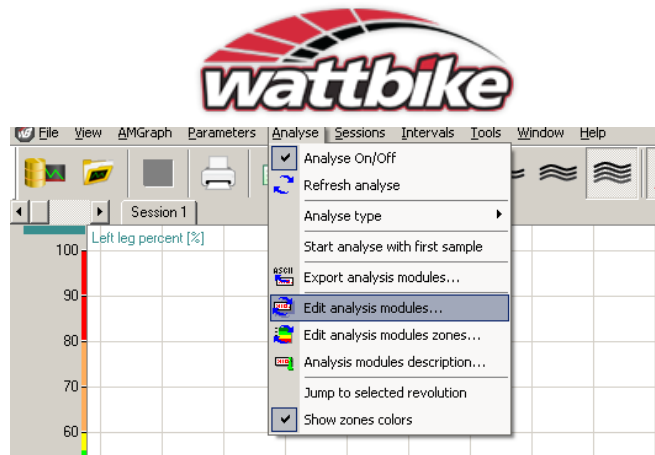 wattbike
File View AMGraph Parameters Analyse Sessions Intervals Tools Window Help
Analyse On/Off
Refresh analyse
Session 1
Analyse type
Left leg percent [%]
Start analyse with first sample
100
ASCII
Export analysis modules...
90
Edit analysis modules...
80
Edit analysis modules zones...
Analysis modules description...
70
Jump to selected revolution
60
Show zones colors